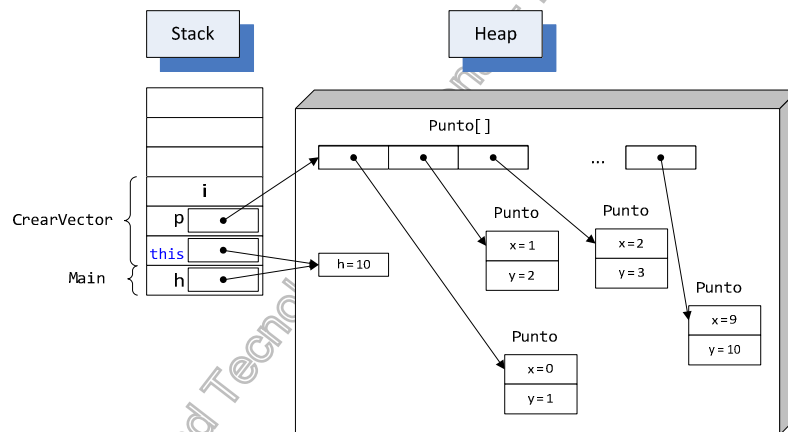 Stack
Heap
Punto[]
...
i
CrearVector
p
this
Main
h
h=10
Punto
x=1
y=2
Punto
x=2
y=3
Punto
x=9
y=10
Punto
x=0
y=1
d Tecnol